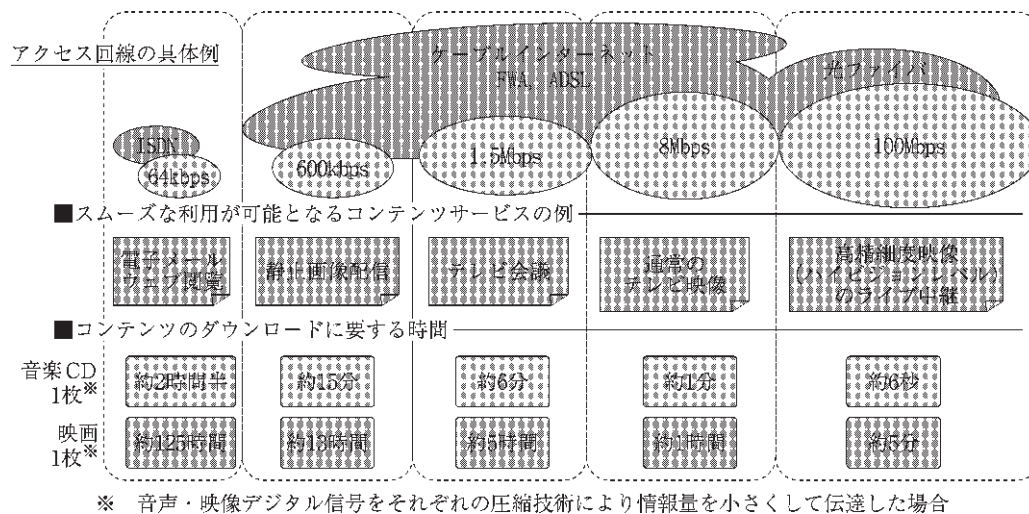 アクセス回線の具体例
ケーブルインターネット
FWA、ADSL
光ファイバ
ISDN
64kbps
600kbps
1.5Mbps
8Mbps
100Mbps
■スムーズな利用が可能となるコンテンツサービスの例
電子メール
ウェブ閲覧
静止画像配信
テレビ会議
通常の
テレビ映像
高精細度映像
(ハイビジョンレベル)
のライブ中継
■コンテンツのダウンロードに要する時間
音楽CD
1枚※
約2時間半
約15分
約6分
約1分
約6秒
映画
1枚※
約125時間
約13時間
約5時間
約1時間
約5分
※ 音声・映像デジタル信号をそれぞれの圧縮技術により情報量を小さくして伝達した場合